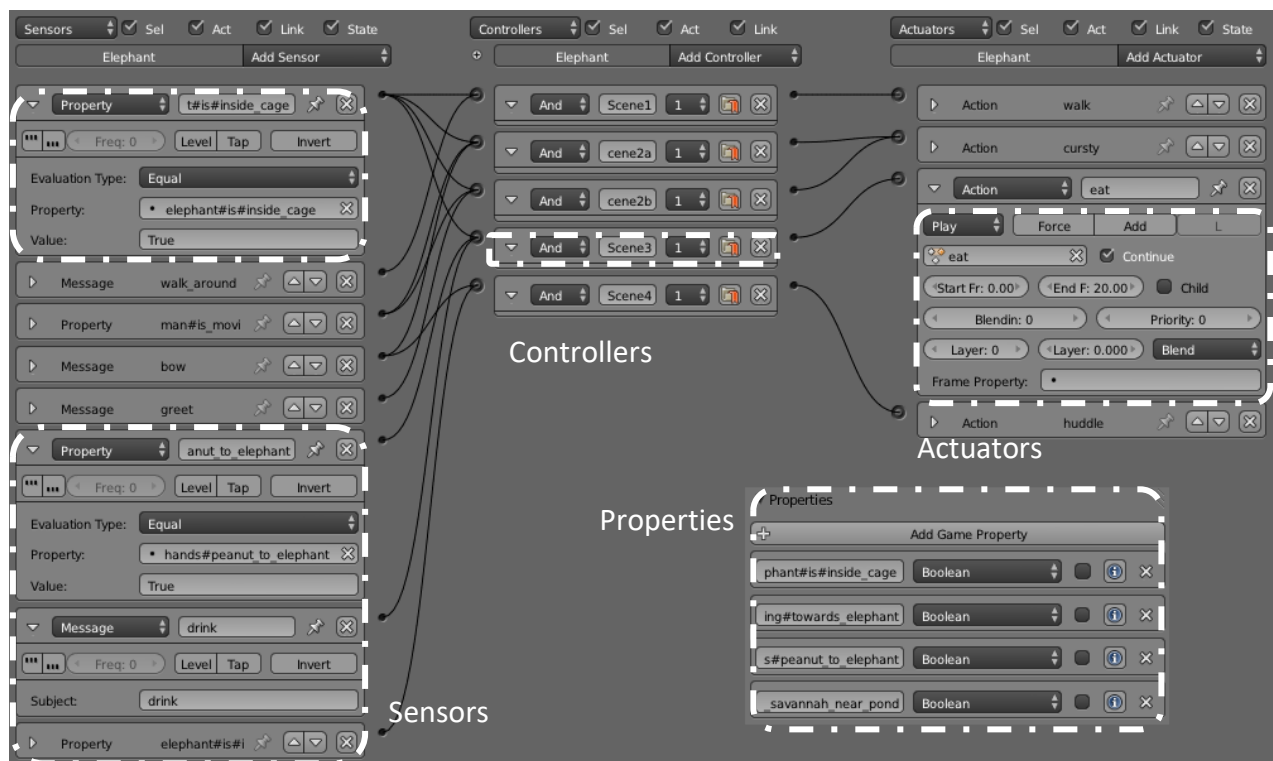 Sensors Sel Act Link State
Elephant Add Sensor
Property t#is#inside_cage
Freq: 0 Level Tap Invert
Evaluation Type: Equal
Property: elephant#is#inside_cage
Value: True
Message walk_around
Property man#is_movi
Message bow
Message greet
Property anut_to_elephant
Freq: 0 Level Tap Invert
Evaluation Type: Equal
Property: hands#peanut_to_elephant
Value: True
Message drink
Freq: 0 Level Tap Invert
Subject: drink
Property elephant#is#i
Sensors
Controllers Sel Act Link
Elephant Add Controller
And Scene1 1
And cene2a 1
And cene2b 1
And Scene3 1
And Scene4 1
Controllers
Actuators Sel Act Link State
Elephant Add Actuator
Action walk
Action cursty
Action eat
Play Force Add L
eat Continue
Start Fr: 0.00 End F: 20.00 Child
Blendin: 0 Priority: 0
Layer: 0 Layer: 0.000 Blend
Frame Property:
Action huddle
Actuators
Properties
Properties
Add Game Property
phant#is#inside_cage Boolean
ing#towards_elephant Boolean
s#peanut_to_elephant Boolean
_savannah_near_pond Boolean